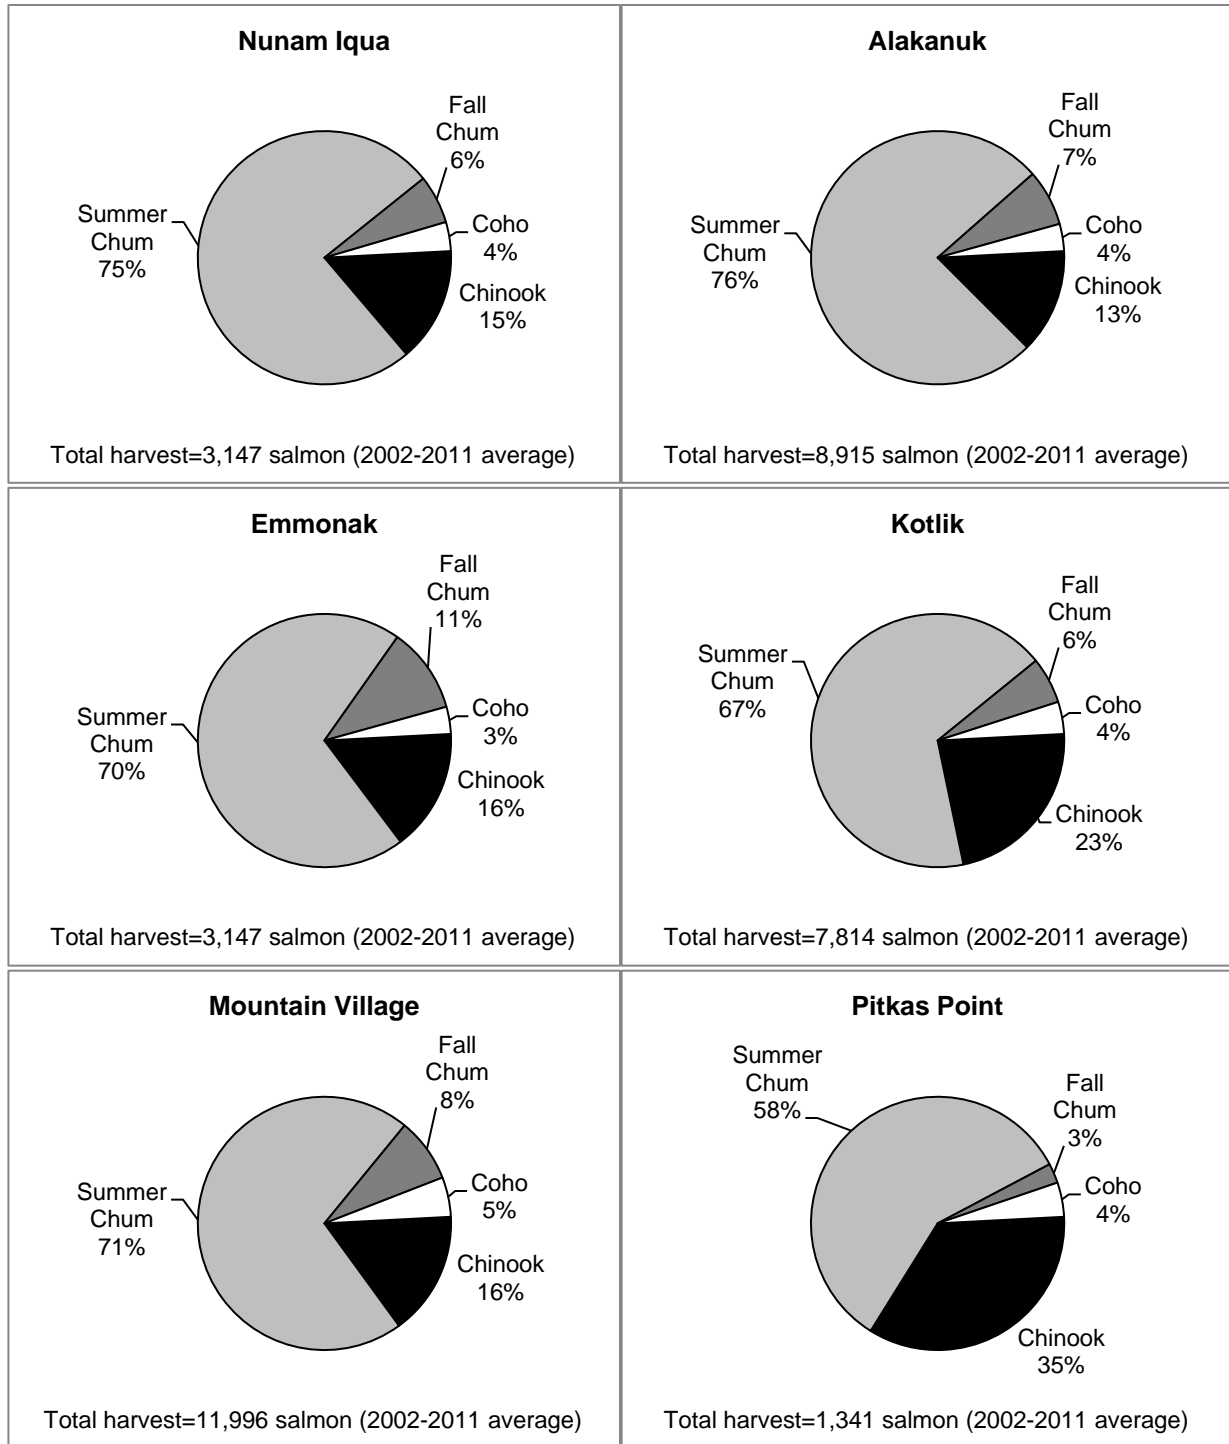 Nunam Iqua
Fall
Chum
6%
Summer
Chum
75%
Coho
4%
Chinook
15%
Total harvest=3,147 salmon (2002-2011 average)
Alakanuk
Fall
Chum
7%
Summer
Chum
76%
Coho
4%
Chinook
13%
Total harvest=8,915 salmon (2002-2011 average)
Emmonak
Fall
Chum
11%
Summer
Chum
70%
Coho
3%
Chinook
16%
Total harvest=3,147 salmon (2002-2011 average)
Kotlik
Fall
Chum
6%
Summer
Chum
67%
Coho
4%
Chinook
23%
Total harvest=7,814 salmon (2002-2011 average)
Mountain Village
Fall
Chum
8%
Summer
Chum
71%
Coho
5%
Chinook
16%
Total harvest=11,996 salmon (2002-2011 average)
Pitkas Point
Summer
Chum
58%
Fall
Chum
3%
Coho
4%
Chinook
35%
Total harvest=1,341 salmon (2002-2011 average)